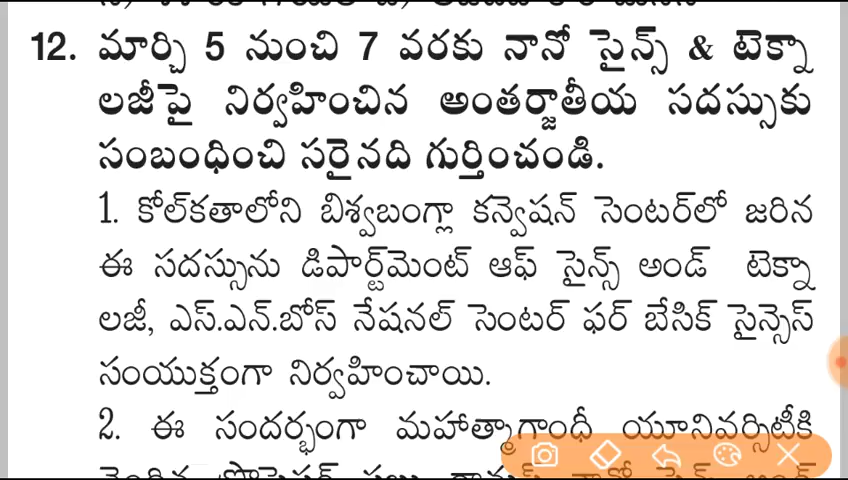 12. మార్చి 5 నుంచి 7 వరకు నానో సైన్స్ & టెక్నా
లజీపై నిర్వహించిన అంతర్జాతీయ సదస్సుకు
సంబంధించి సరైనది గుర్తించండి.
1. కోల్‌కతాలోని బిశ్వబంగ్లా కన్వెషన్ సెంటర్‌లో జరిన
ఈ సదస్సును డిపార్ట్‌మెంట్ ఆఫ్ సైన్స్ అండ్ టెక్నా
లజీ, ఎస్.ఎన్.బోస్ నేషనల్ సెంటర్ ఫర్ బేసిక్ సైన్సెస్
సంయుక్తంగా నిర్వహించాయి.
2. ఈ సందర్భంగా మహాత్మాగాంధీ యూనివర్సిటీకి